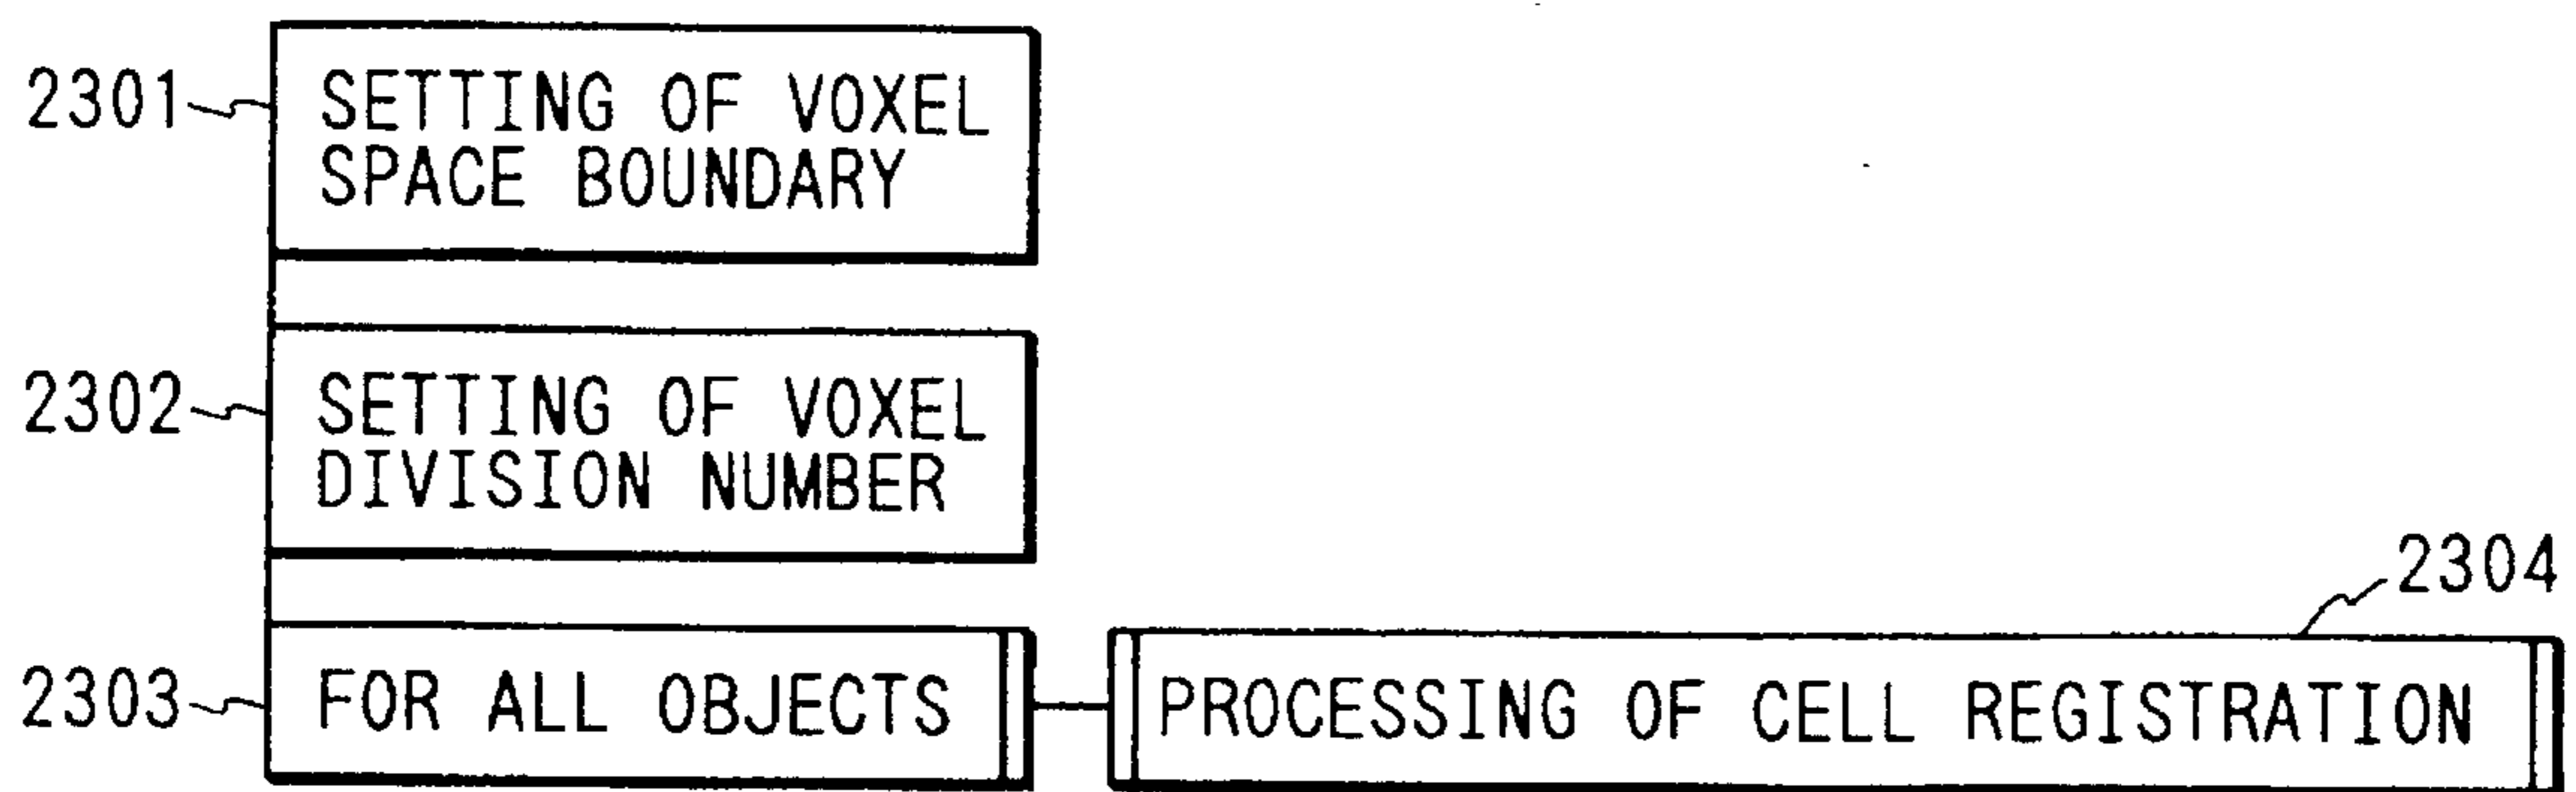 2301
SETTING OF VOXEL
SPACE BOUNDARY
2302
SETTING OF VOXEL
DIVISION NUMBER
2304
2303
FOR ALL OBJECTS
PROCESSING OF CELL REGISTRATION